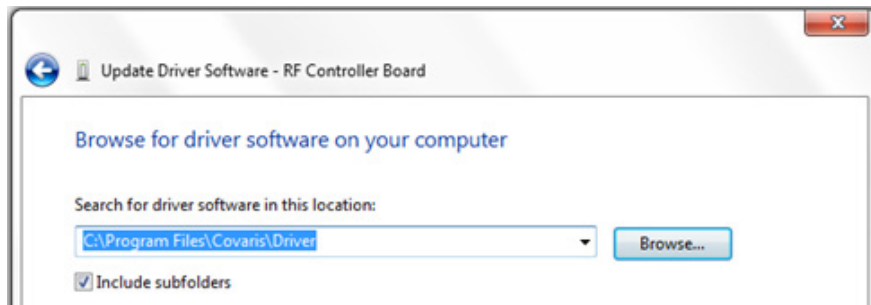 Update Driver Software - RF Controller Board
Browse for driver software on your computer
Search for driver software in this location:
C:\Program Files\Covaris\Driver
Browse...
Include subfolders